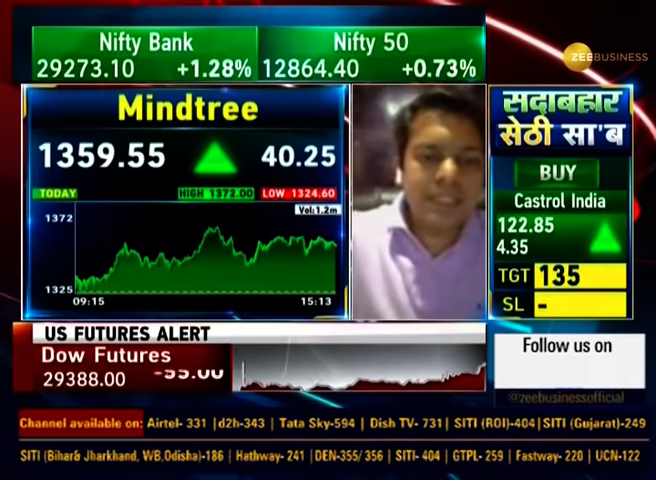 Nifty Bank
29273.10 +1.28%
Nifty 50
12864.40 +0.73%
ZEEBUSINESS
Mindtree
1359.55 40.25
TODAY HIGH 1372.00 LOW 1324.60
Vol:1.2m
1372
1325
09:15 15:13
सदाबहार
सेठी सा'ब
BUY
Castrol India
122.85
4.35
TGT 135
SL -
US FUTURES ALERT
Dow Futures
29388.00 -55.00
Follow us on
@zeebusinessofficial
Channel available on: Airtel- 331 | d2h-343 | Tata Sky-594 | Dish TV- 731 | SITI (ROI)-404 | SITI (Gujarat)-249
SITI (Bihar& Jharkhand, WB,Odisha)-186 | Hathway- 241 | DEN-355/ 356 | SITI- 404 | GTPL- 259 | Fastway- 220 | UCN-122